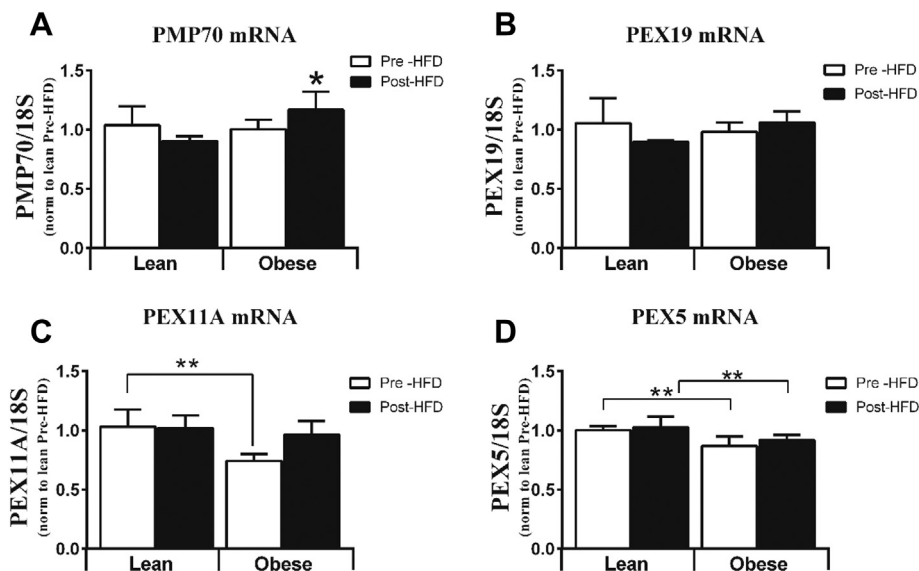 A
PMP70 mRNA
PMP70/18S
(norm to lean Pre-HFD)
1.5
1.0
0.5
0.0
*
Pre -HFD
Post-HFD
Lean
Obese
B
PEX19 mRNA
PEX19/18S
(norm to lean Pre-HFD)
1.5
1.0
0.5
0.0
Pre -HFD
Post-HFD
Lean
Obese
C
PEX11A mRNA
PEX11A/18S
(norm to lean Pre-HFD)
1.5
1.0
0.5
0.0
**
Pre -HFD
Post-HFD
Lean
Obese
D
PEX5 mRNA
PEX5/18S
(norm to lean Pre-HFD)
1.5
1.0
0.5
0.0
**
**
Pre -HFD
Post-HFD
Lean
Obese